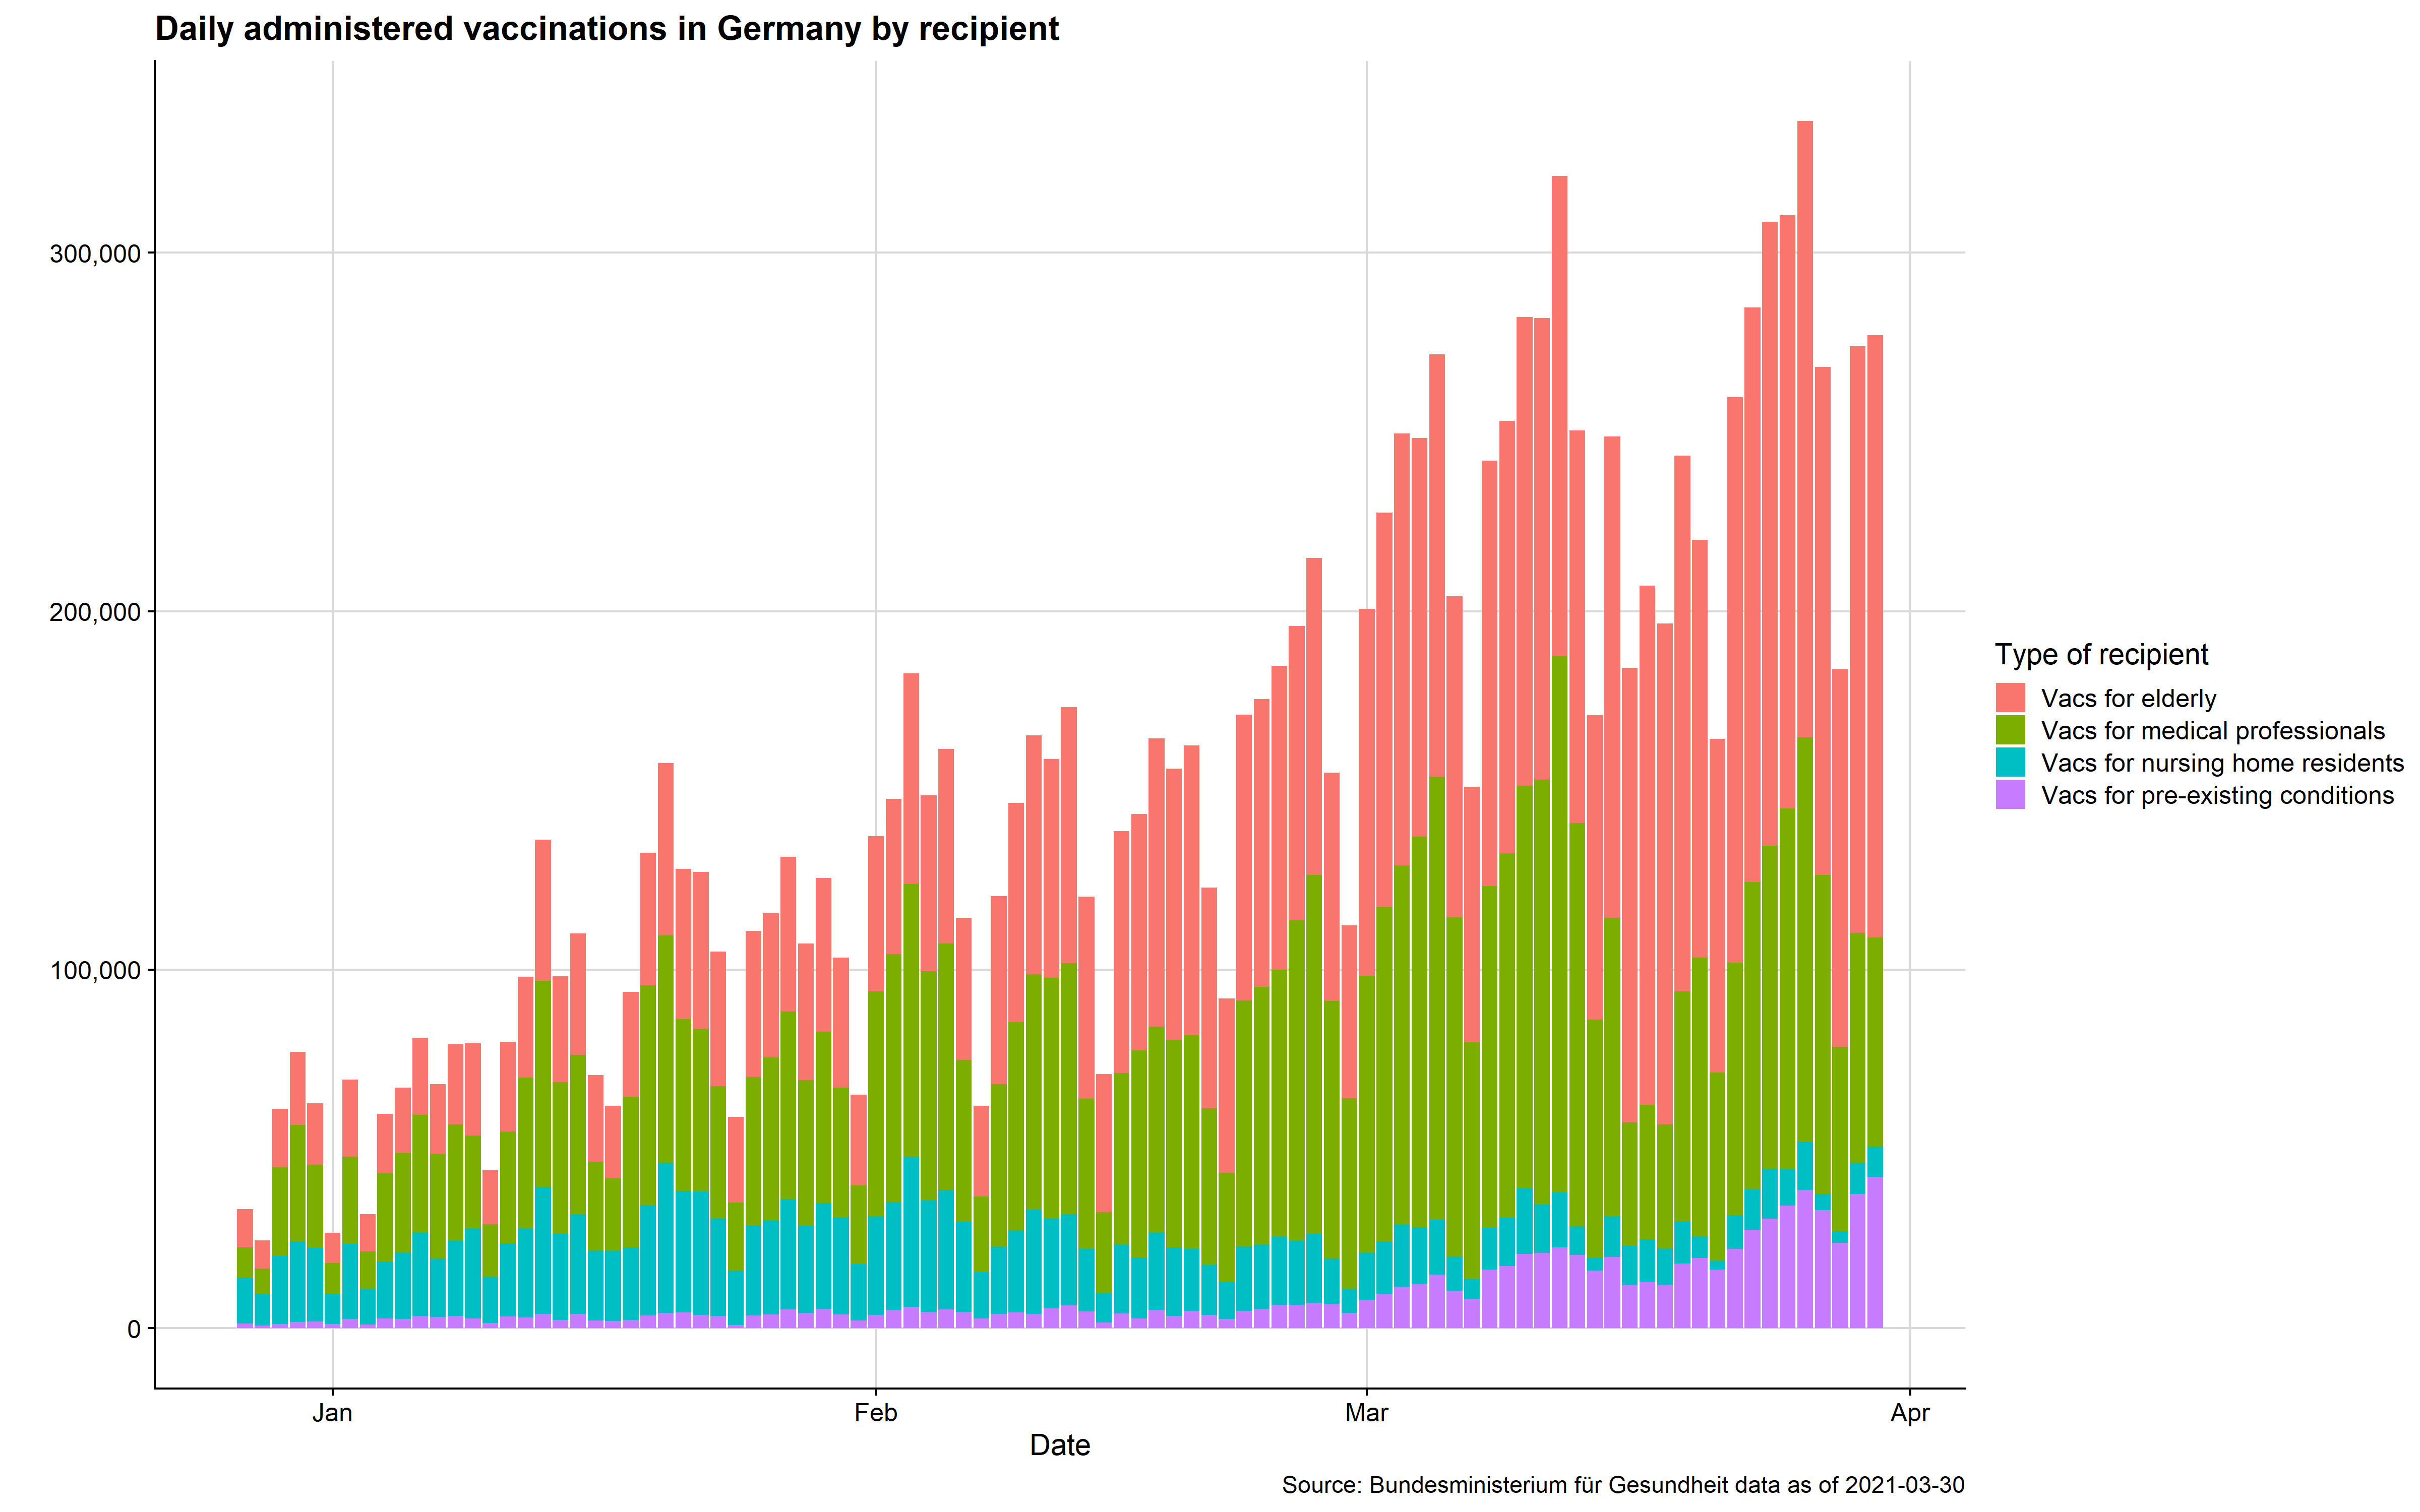 Daily administered vaccinations in Germany by recipient
300,000
200,000
100,000
0
Jan
Feb
Mar
Apr
Date
Type of recipient
Vacs for elderly
Vacs for medical professionals
Vacs for nursing home residents
Vacs for pre-existing conditions
Source: Bundesministerium für Gesundheit data as of 2021-03-30